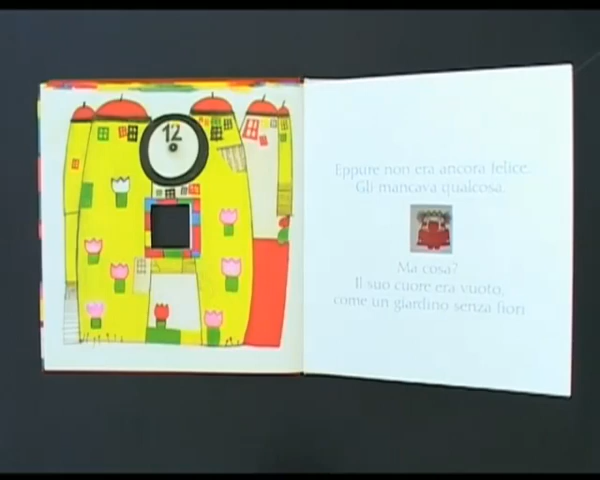 12
Eppure non era ancora felice.
Gli mancava qualcosa.
Ma cosa?
Il suo cuore era vuoto,
come un giardino senza fiori